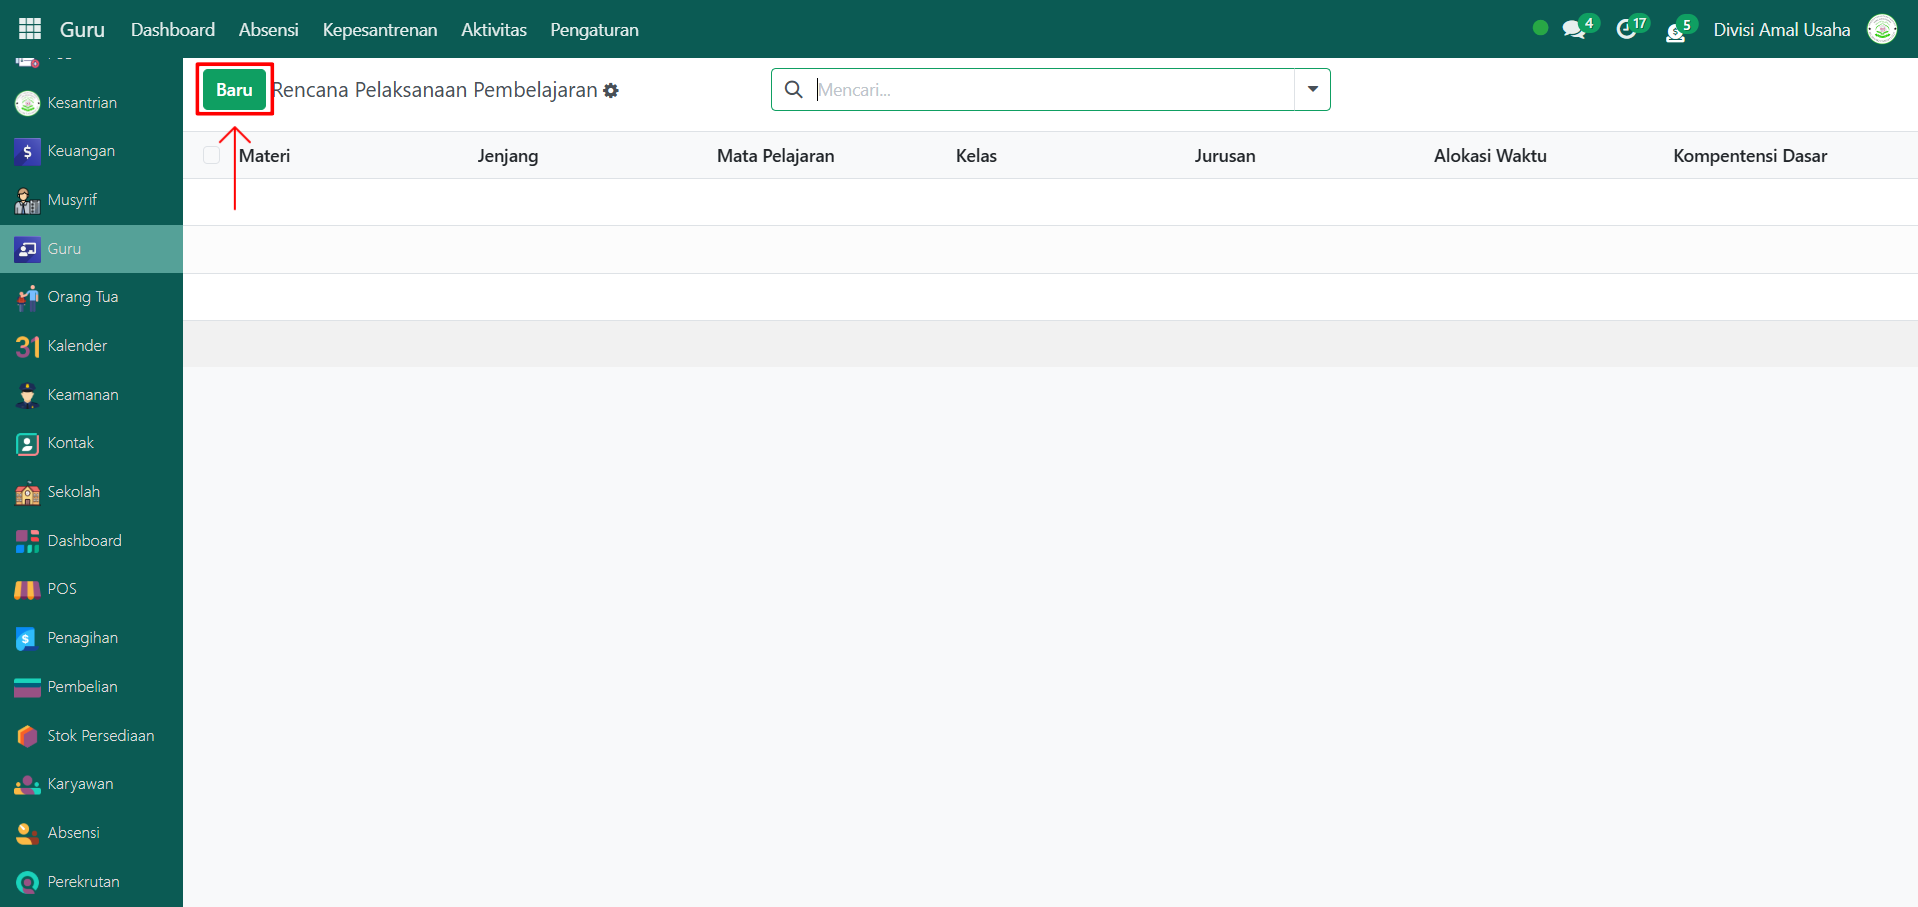 Guru Dashboard Absensi Kepesantrenan Aktivitas Pengaturan 4 17 5 Divisi Amal Usaha
Baru Rencana Pelaksanaan Pembelajaran Mencari...
Materi Jenjang Mata Pelajaran Kelas Jurusan Alokasi Waktu Kompentensi Dasar
Kesantrian
Keuangan
Musyrif
Guru
Orang Tua
31 Kalender
Keamanan
Kontak
Sekolah
Dashboard
POS
Penagihan
Pembelian
Stok Persediaan
Karyawan
Absensi
Perekrutan